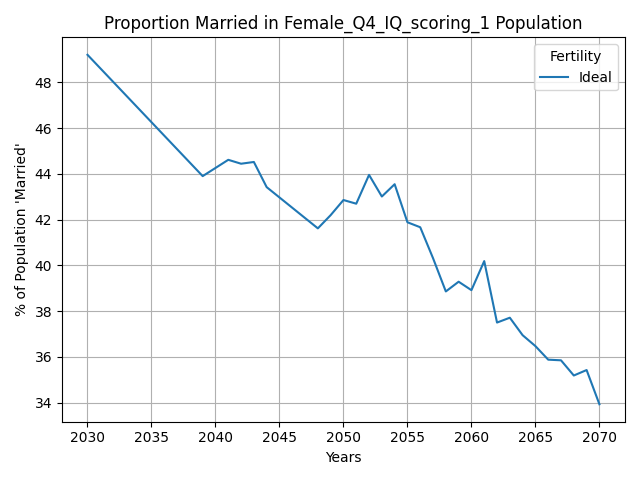 Proportion Married in Female_Q4_IQ_scoring_1 Population
Fertility
Ideal
% of Population 'Married'
48
46
44
42
40
38
36
34
2030 2035 2040 2045 2050 2055 2060 2065 2070
Years